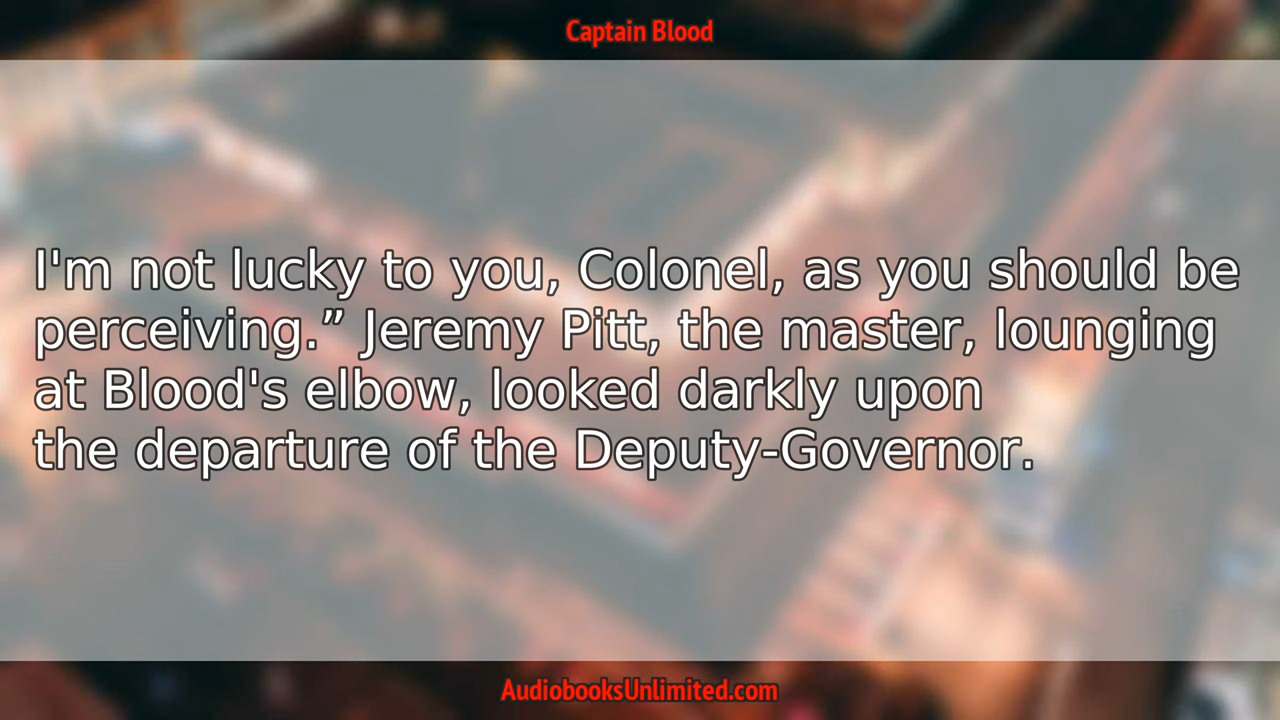 Captain Blood
I'm not lucky to you, Colonel, as you should be
perceiving.” Jeremy Pitt, the master, lounging
at Blood's elbow, looked darkly upon
the departure of the Deputy-Governor.
AudiobooksUnlimited.com